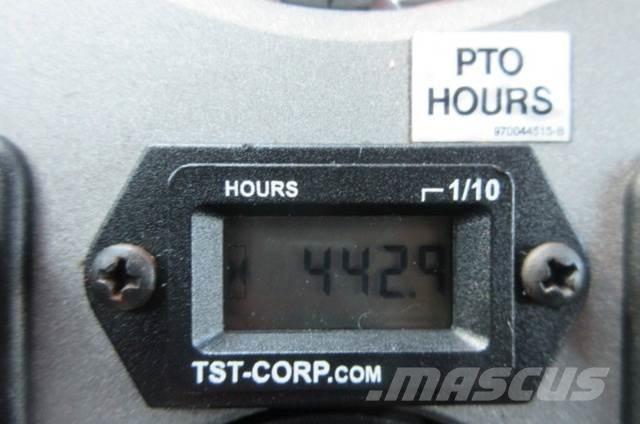 PTO
HOURS
970044515-B
HOURS 1/10
442.9
TST-CORP.COM
MASCUS